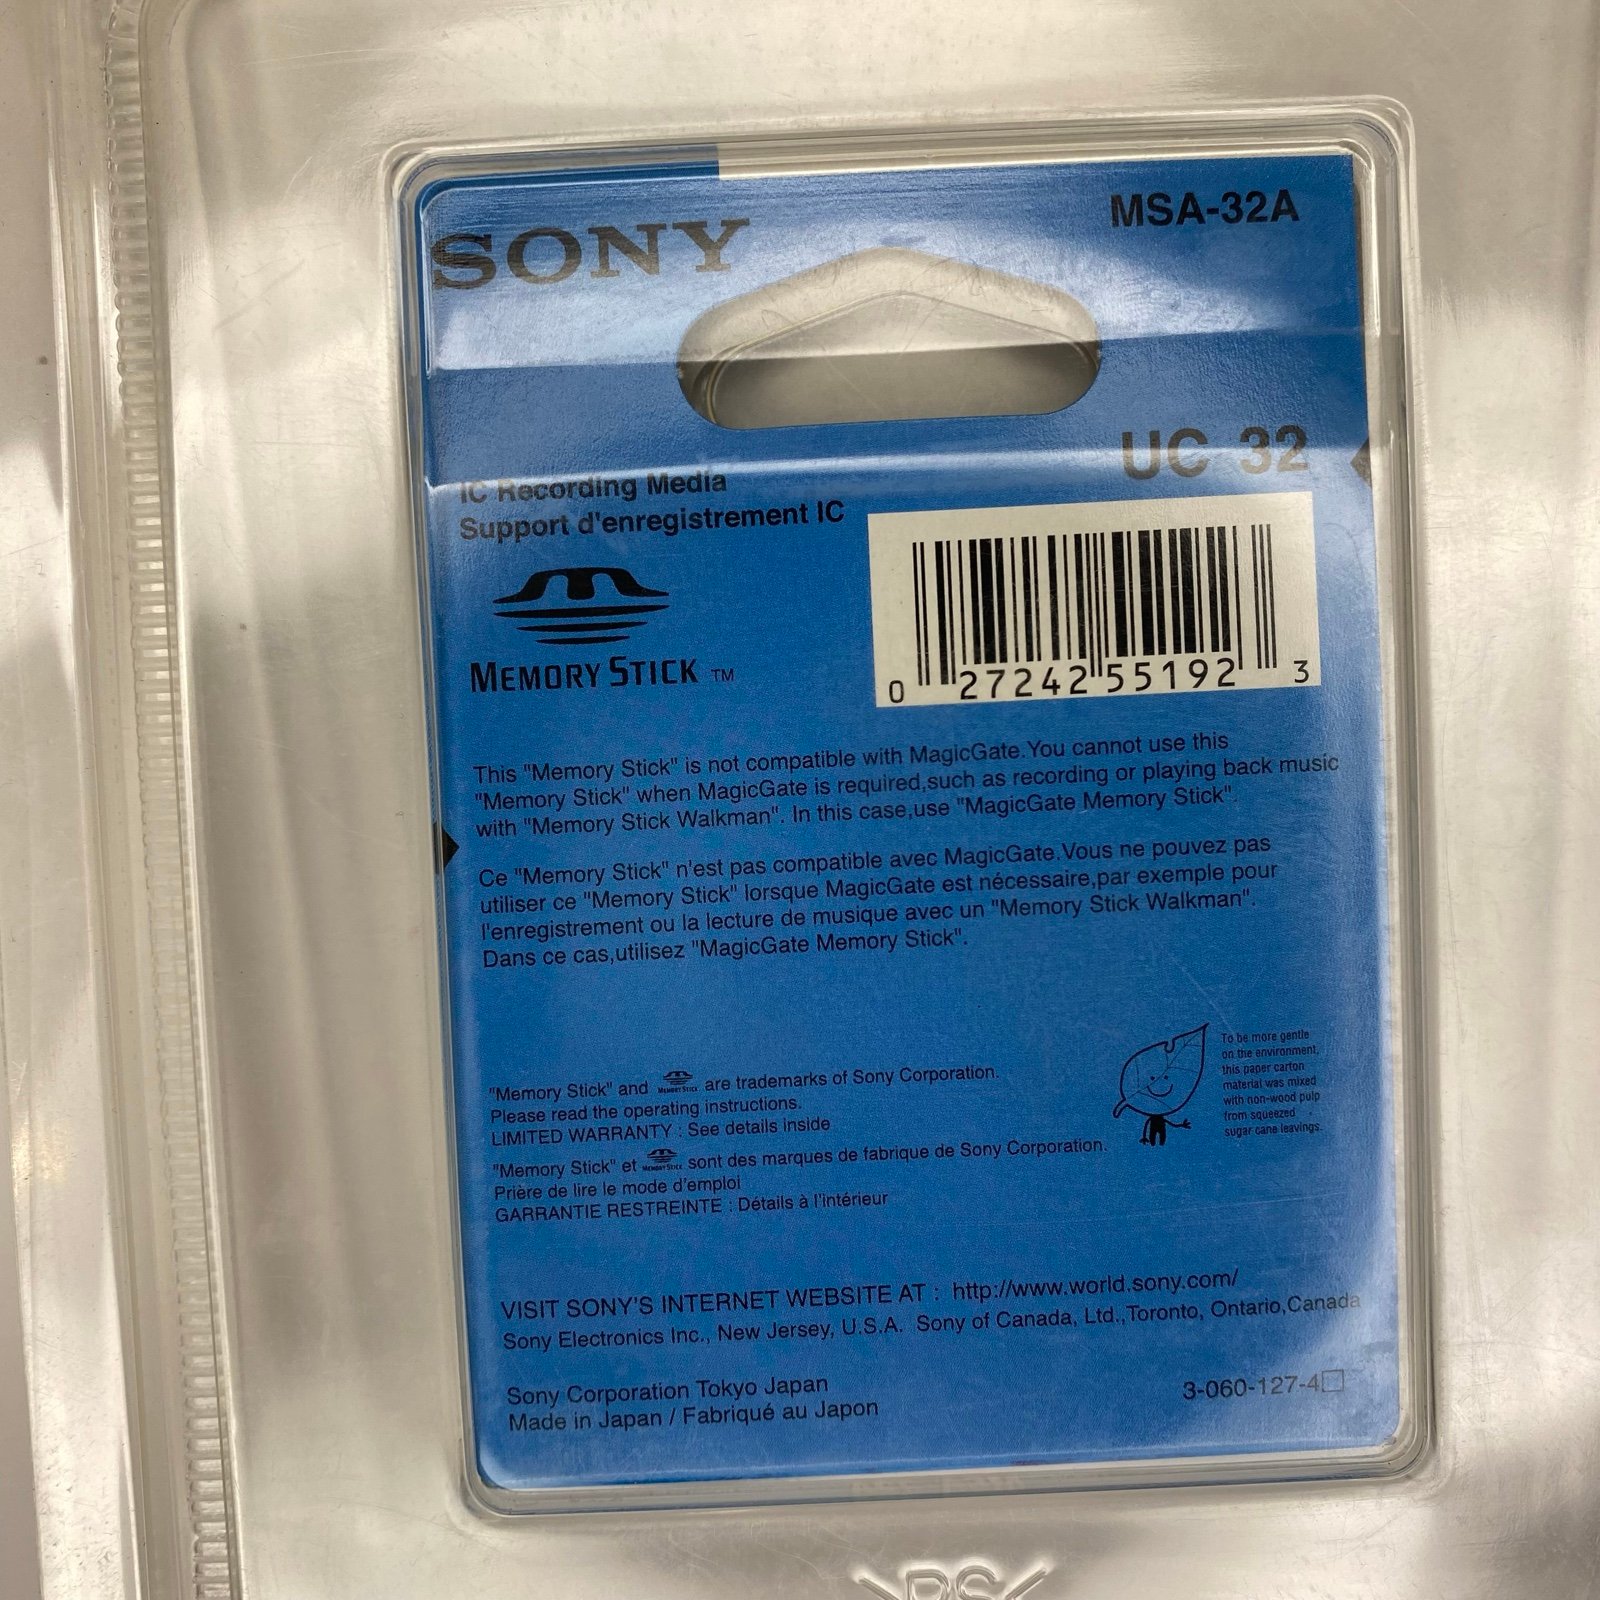 SONY
MSA-32A
UC 32
IC Recording Media
Support d'enregistrement IC
MEMORY STICK TM
0 27242 55192 3
This "Memory Stick" is not compatible with MagicGate.You cannot use this
"Memory Stick" when MagicGate is required,such as recording or playing back music
with "Memory Stick Walkman". In this case,use "MagicGate Memory Stick".
Ce "Memory Stick" n'est pas compatible avec MagicGate.Vous ne pouvez pas
utiliser ce "Memory Stick" lorsque MagicGate est nécessaire,par exemple pour
l'enregistrement ou la lecture de musique avec un "Memory Stick Walkman".
Dans ce cas,utilisez "MagicGate Memory Stick".
To be more gentle
on the environment,
this paper carton
material was mixed
with non-wood pulp
from squeezed
sugar cane leavings.
"Memory Stick" and MEMORY STICK are trademarks of Sony Corporation.
Please read the operating instructions.
LIMITED WARRANTY : See details inside
"Memory Stick" et MEMORY STICK sont des marques de fabrique de Sony Corporation.
Prière de lire le mode d'emploi
GARRANTIE RESTREINTE : Détails à l'intérieur
VISIT SONY'S INTERNET WEBSITE AT : http://www.world.sony.com/
Sony Electronics Inc., New Jersey, U.S.A. Sony of Canada, Ltd.,Toronto, Ontario,Canada
Sony Corporation Tokyo Japan
Made in Japan / Fabriqué au Japon
3-060-127-4
PS